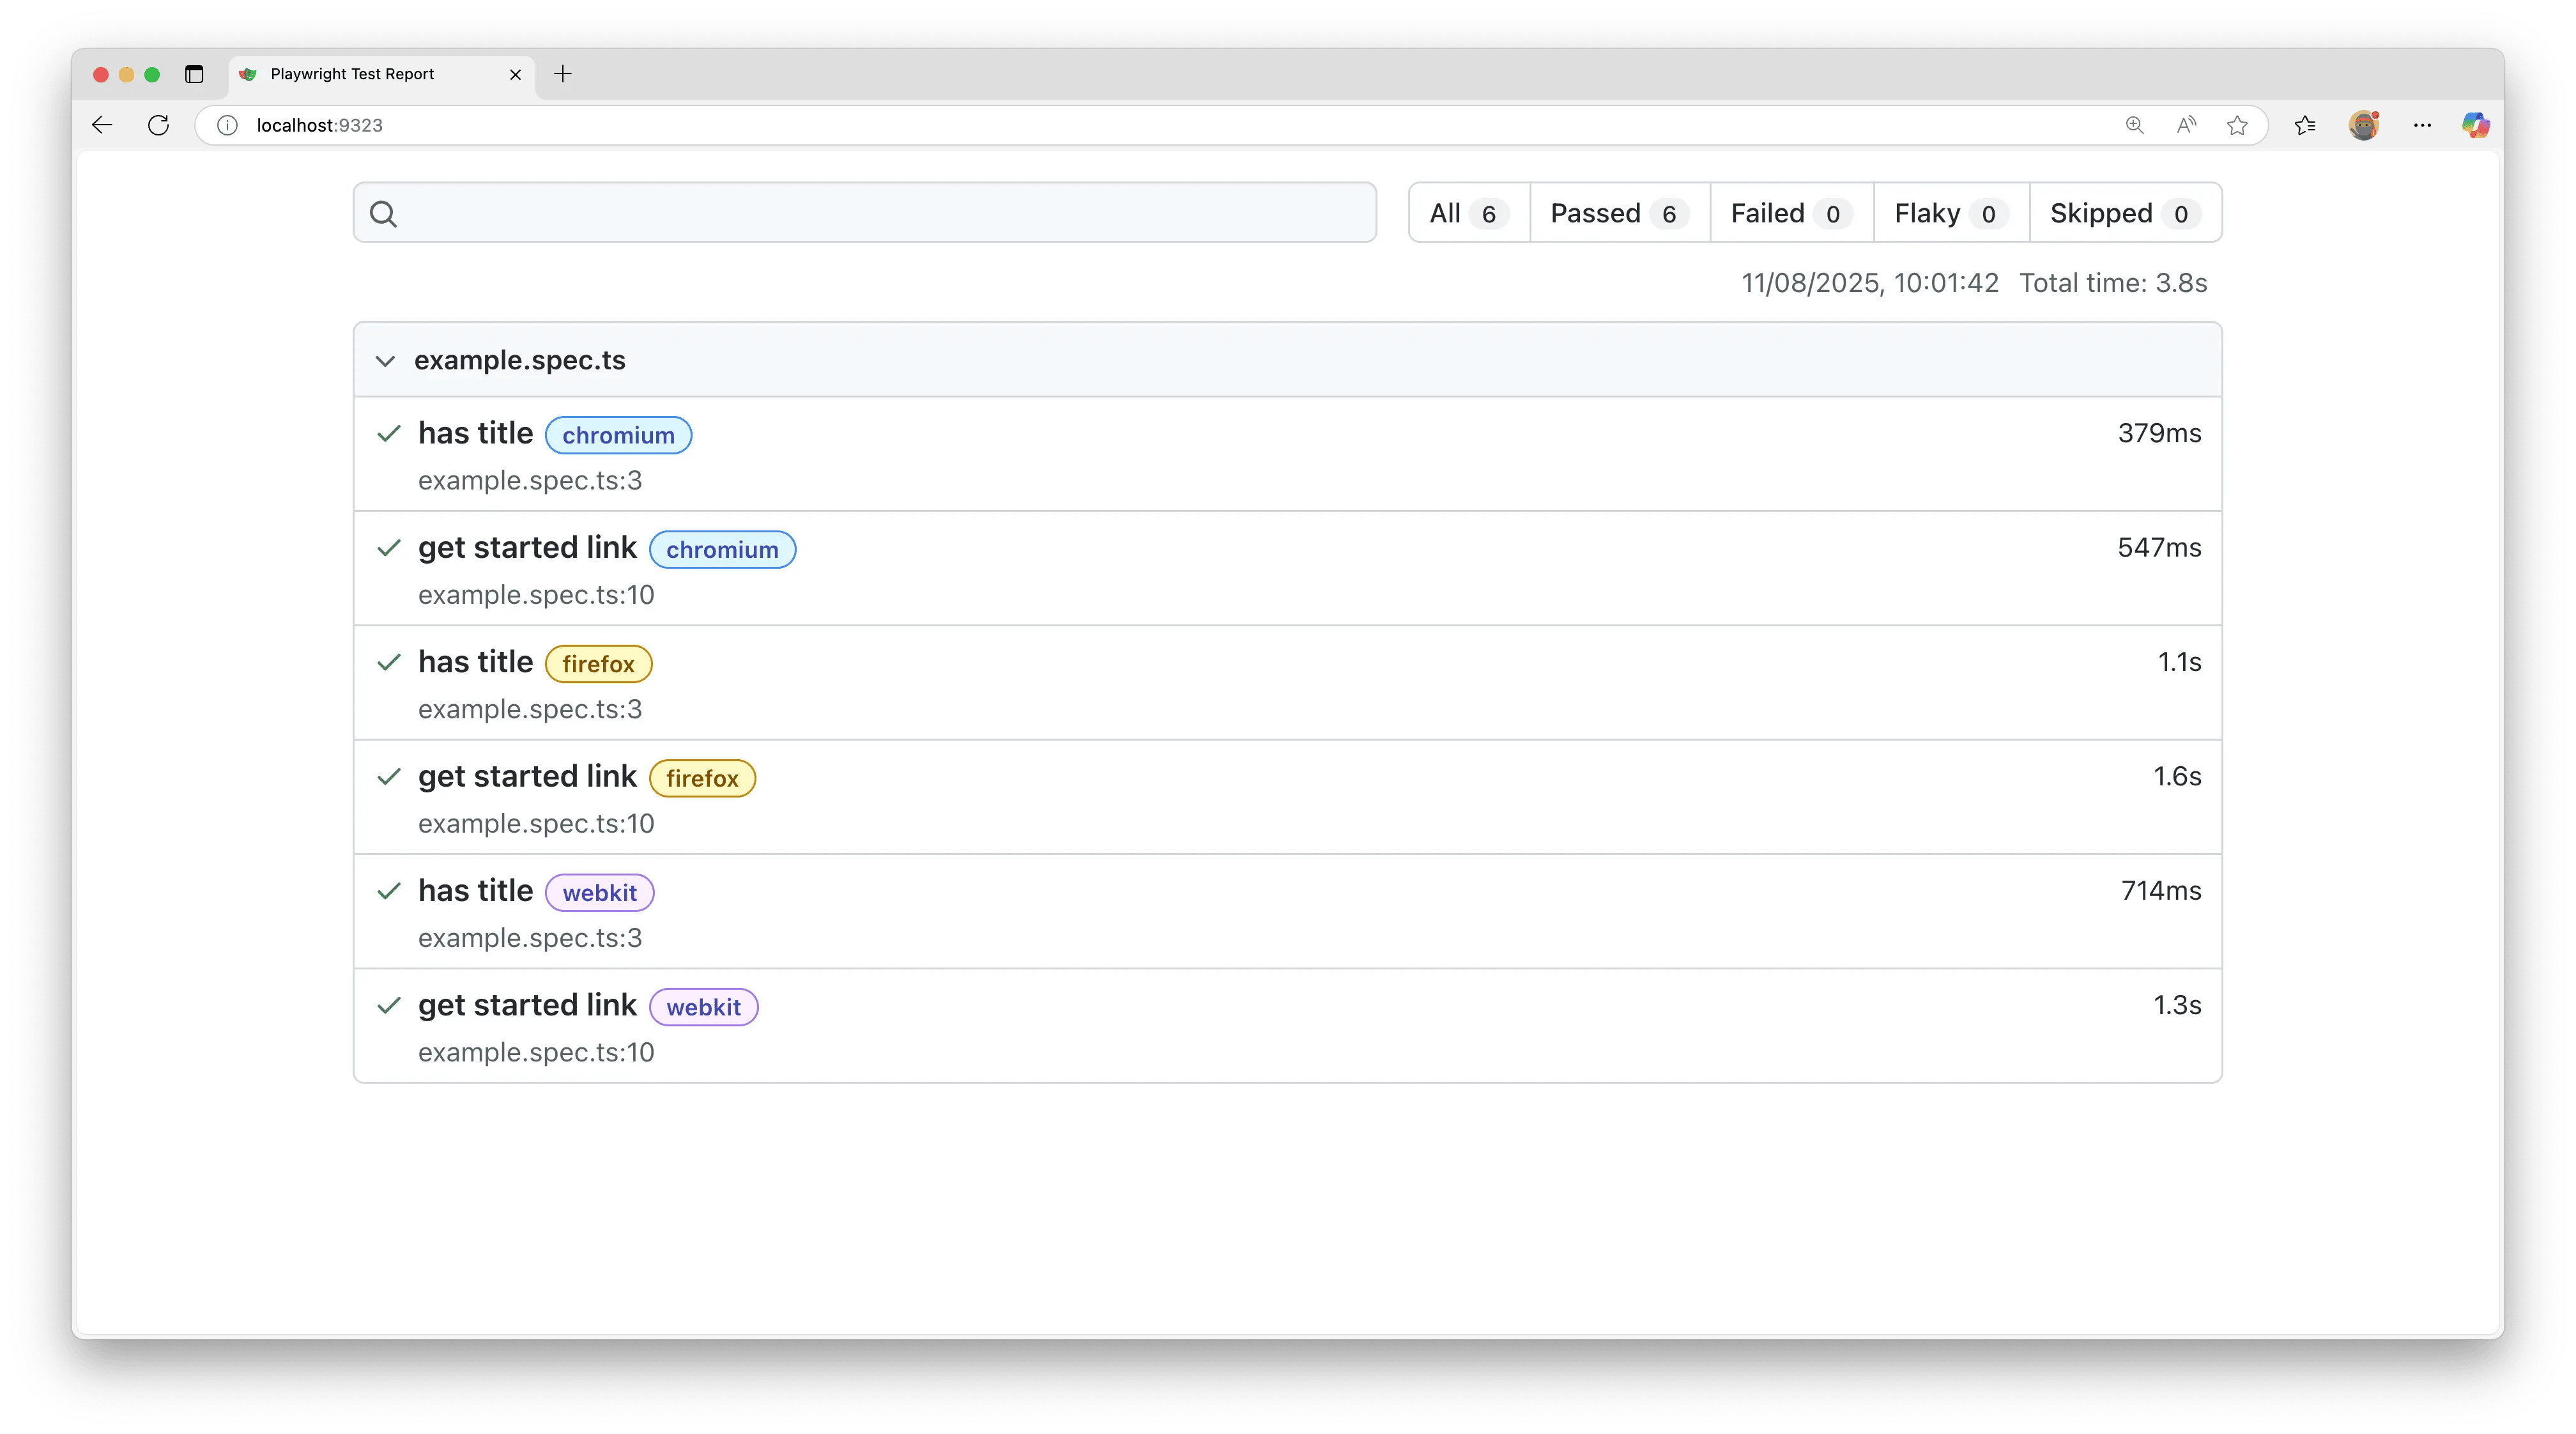 Playwright Test Report
localhost:9323
All 6 Passed 6 Failed 0 Flaky 0 Skipped 0
11/08/2025, 10:01:42 Total time: 3.8s
example.spec.ts
has title chromium 379ms
example.spec.ts:3
get started link chromium 547ms
example.spec.ts:10
has title firefox 1.1s
example.spec.ts:3
get started link firefox 1.6s
example.spec.ts:10
has title webkit 714ms
example.spec.ts:3
get started link webkit 1.3s
example.spec.ts:10